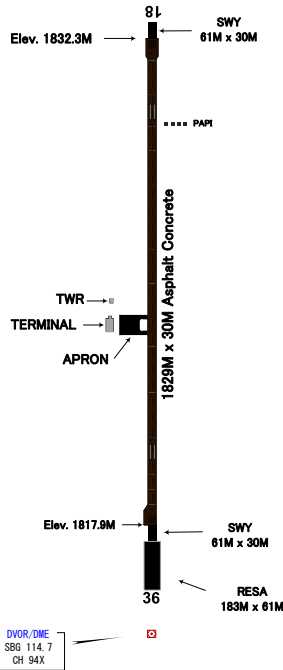 18
SWY
61M x 30M
Elev. 1832.3M
PAPI
1829M x 30M Asphalt Concrete
TWR
TERMINAL
APRON
Elev. 1817.9M
SWY
61M x 30M
RESA
183M x 61M
36
DVOR/DME
SBG 114.7
CH 94X